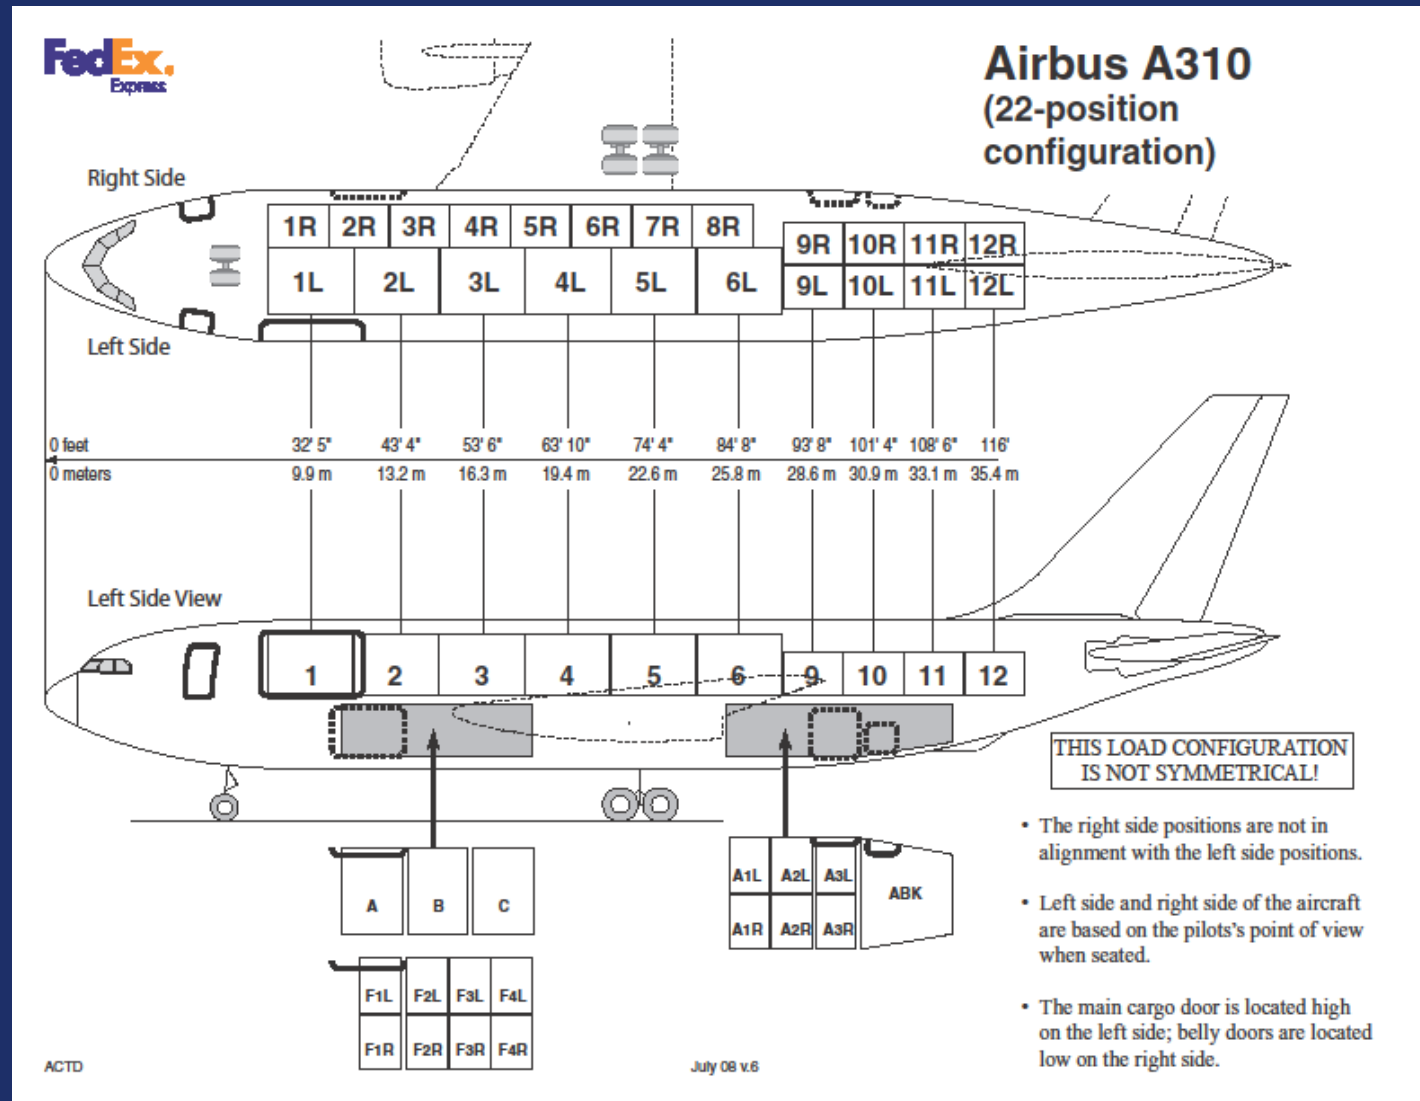 FedEx.
Express
Airbus A310
(22-position
configuration)
Right Side
1R 2R 3R 4R 5R 6R 7R 8R
9R 10R 11R 12R
1L 2L 3L 4L 5L 6L
9L 10L 11L 12L
Left Side
0 feet 32' 5" 43' 4" 53' 6" 63' 10" 74' 4" 84' 8" 93' 8" 101' 4" 108' 6" 116'
0 meters 9.9 m 13.2 m 16.3 m 19.4 m 22.6 m 25.8 m 28.6 m 30.9 m 33.1 m 35.4 m
Left Side View
1 2 3 4 5 6 9 10 11 12
THIS LOAD CONFIGURATION
IS NOT SYMMETRICAL!
• The right side positions are not in
alignment with the left side positions.
• Left side and right side of the aircraft
are based on the pilots's point of view
when seated.
• The main cargo door is located high
on the left side; belly doors are located
low on the right side.
A B C
A1L A2L A3L
ABK
A1R A2R A3R
F1L F2L F3L F4L
F1R F2R F3R F4R
ACTD
July 08 v.6